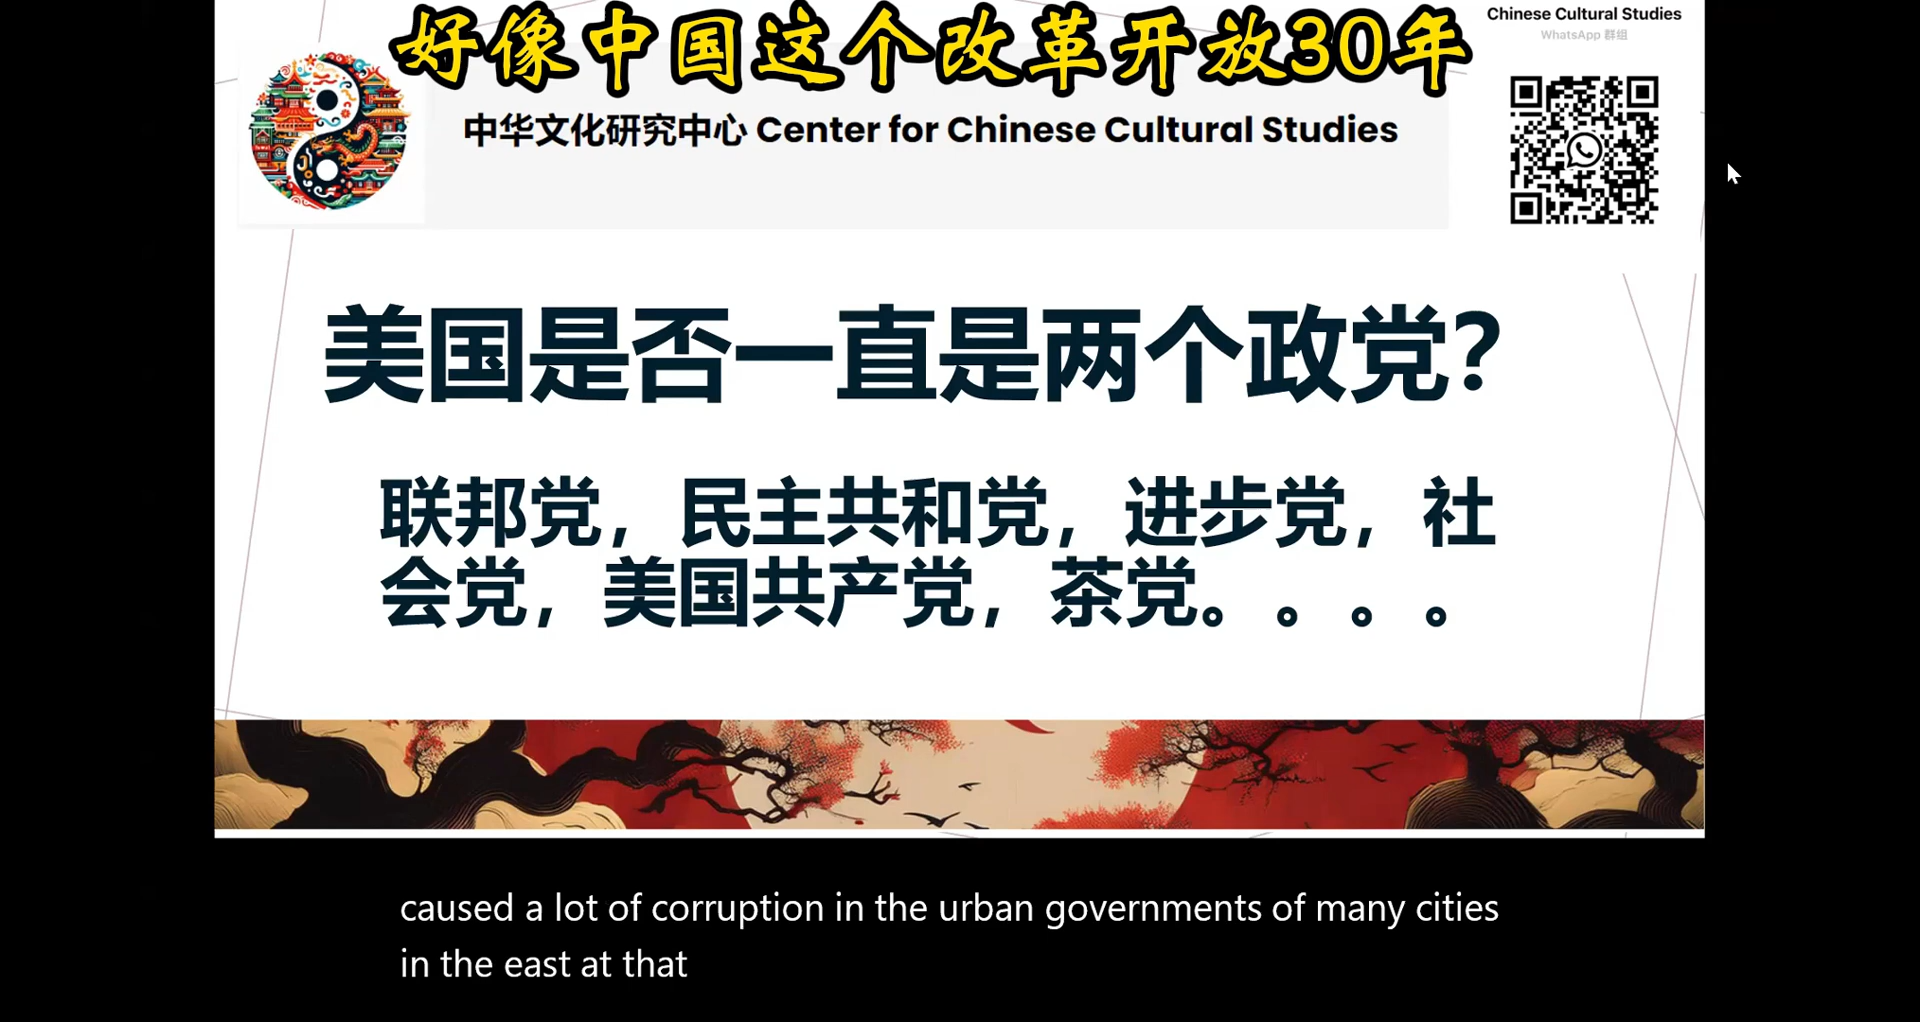 好像中国这个改革开放30年
Chinese Cultural Studies
WhatsApp 群组
中华文化研究中心 Center for Chinese Cultural Studies
美国是否一直是两个政党?
联邦党，民主共和党，进步党，社
会党，美国共产党，茶党。。。。
caused a lot of corruption in the urban governments of many cities
in the east at that